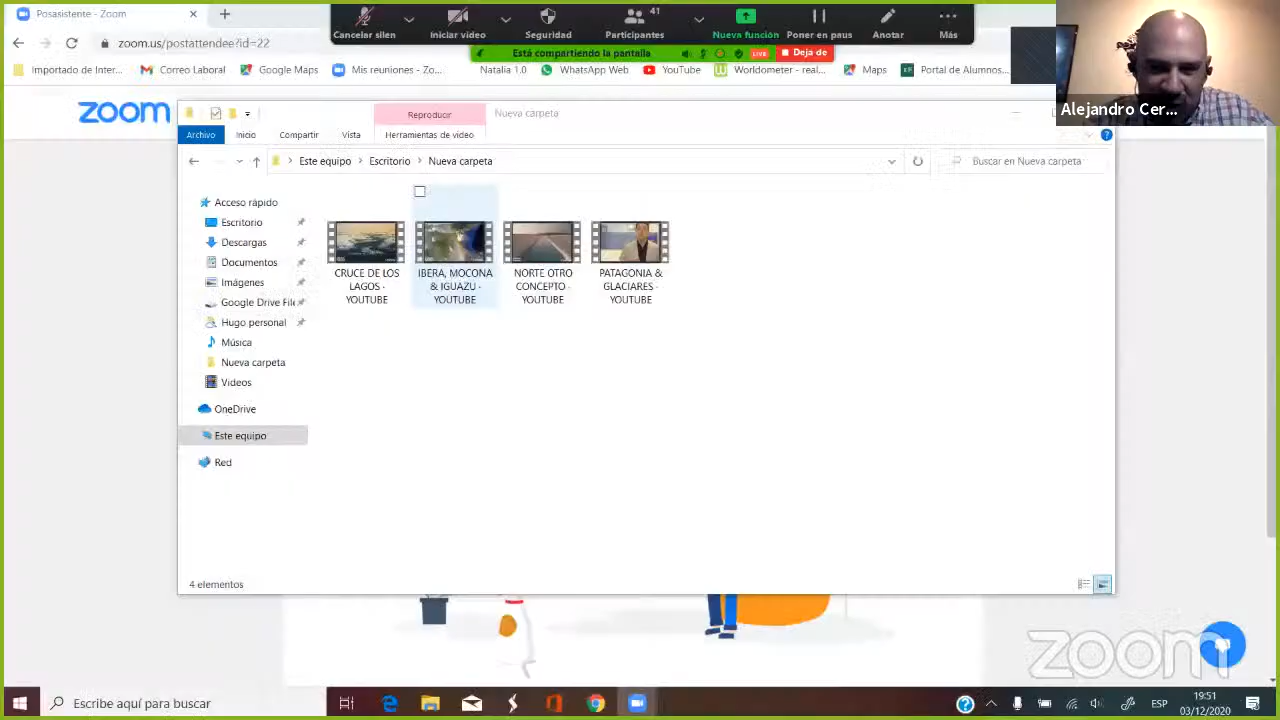 Posasistente - Zoom
41
Cancelar silen
Iniciar video
Seguridad
Participantes
Nueva función
Poner en paus
Anotar
Más
zoom.us/postattendee?id=22
Está compartiendo la pantalla
LIVE
Deja de
Importado de Inter...
Correo Laboral
Google Maps
Mis reuniones - Zo...
Natalia 1.0
WhatsApp Web
YouTube
Worldometer - real...
Maps
Portal de Alumnos...
Alejandro Cer...
zoom
Reproducir
Nueva carpeta
Archivo
Inicio
Compartir
Vista
Herramientas de video
Este equipo
Escritorio
Nueva carpeta
Buscar en Nueva carpeta
Acceso rápido
Escritorio
Descargas
Documentos
Imágenes
Google Drive File
Hugo personal
Música
Nueva carpeta
Videos
OneDrive
Este equipo
Red
CRUCE DE LOS
LAGOS -
YOUTUBE
IBERA, MOCONA
& IGUAZU -
YOUTUBE
NORTE OTRO
CONCEPTO -
YOUTUBE
PATAGONIA &
GLACIARES -
YOUTUBE
4 elementos
zoom
Escribe aquí para buscar
ESP
19:51
03/12/2020